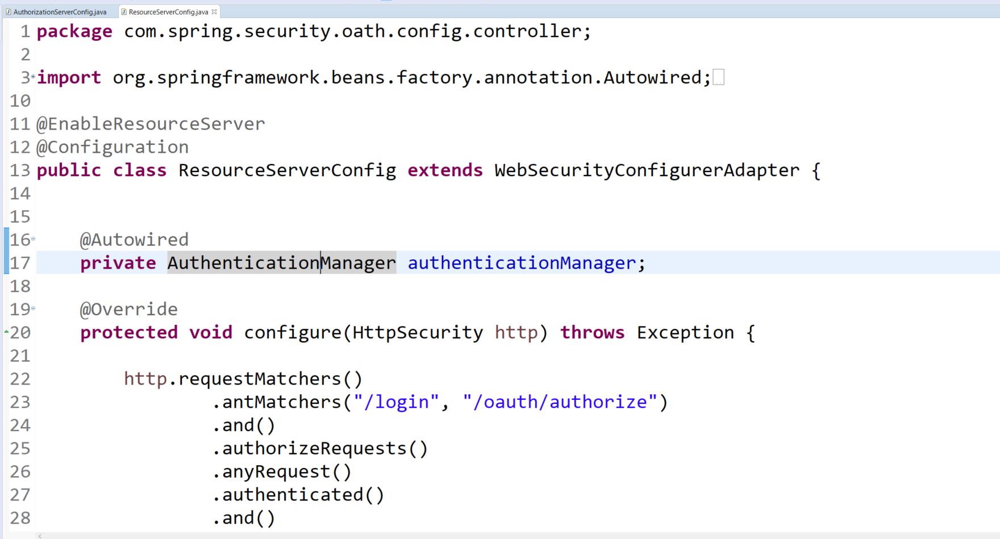 AuthorizationServerConfig.java ResourceServerConfig.java
1 package com.spring.security.oath.config.controller;
2
3 import org.springframework.beans.factory.annotation.Autowired;
10
11 @EnableResourceServer
12 @Configuration
13 public class ResourceServerConfig extends WebSecurityConfigurerAdapter {
14
15
16 @Autowired
17 private AuthenticationManager authenticationManager;
18
19 @Override
20 protected void configure(HttpSecurity http) throws Exception {
21
22 http.requestMatchers()
23 .antMatchers("/login", "/oauth/authorize")
24 .and()
25 .authorizeRequests()
26 .anyRequest()
27 .authenticated()
28 .and()